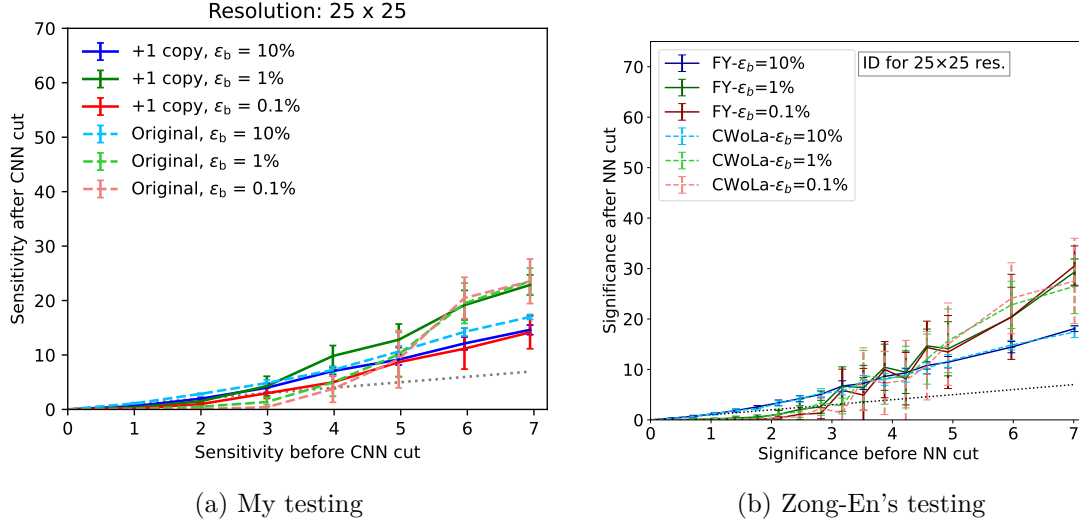 Resolution: 25 x 25
70
60
50
40
30
20
10
0
Sensitivity after CNN cut
+1 copy, εb = 10%
+1 copy, εb = 1%
+1 copy, εb = 0.1%
Original, εb = 10%
Original, εb = 1%
Original, εb = 0.1%
0 1 2 3 4 5 6 7
Sensitivity before CNN cut
(a) My testing
70
60
50
40
30
20
10
0
Significance after NN cut
FY-εb=10%
FY-εb=1%
FY-εb=0.1%
CWoLa-εb=10%
CWoLa-εb=1%
CWoLa-εb=0.1%
ID for 25×25 res.
0 1 2 3 4 5 6 7
Significance before NN cut
(b) Zong-En's testing